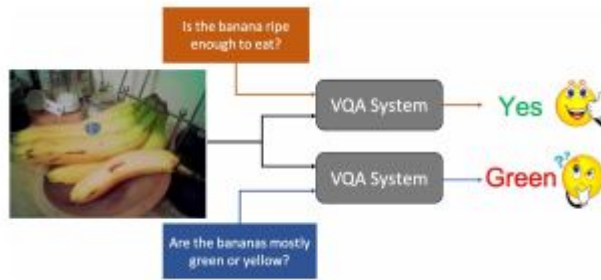 Is the banana ripe
enough to eat?
VQA System
Yes
VQA System
Green
??
Are the bananas mostly
green or yellow?